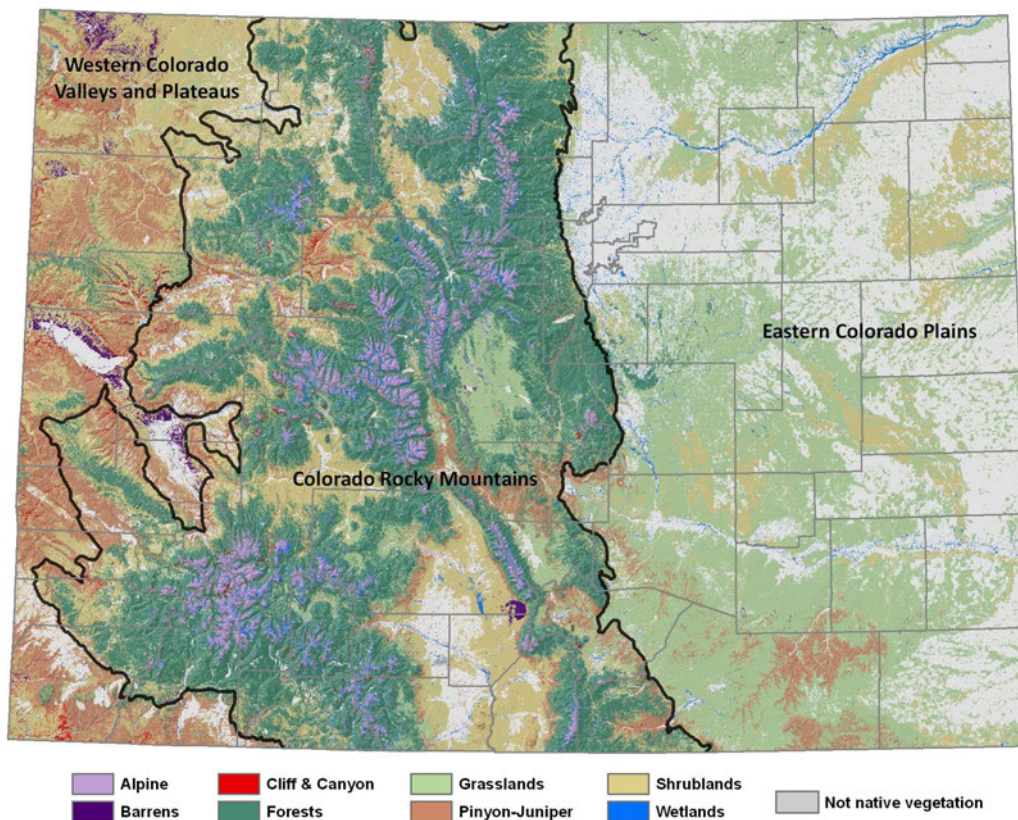 Western Colorado
Valleys and Plateaus
Eastern Colorado Plains
Colorado Rocky Mountains
Alpine
Cliff & Canyon
Grasslands
Shrublands
Not native vegetation
Barrens
Forests
Pinyon-Juniper
Wetlands